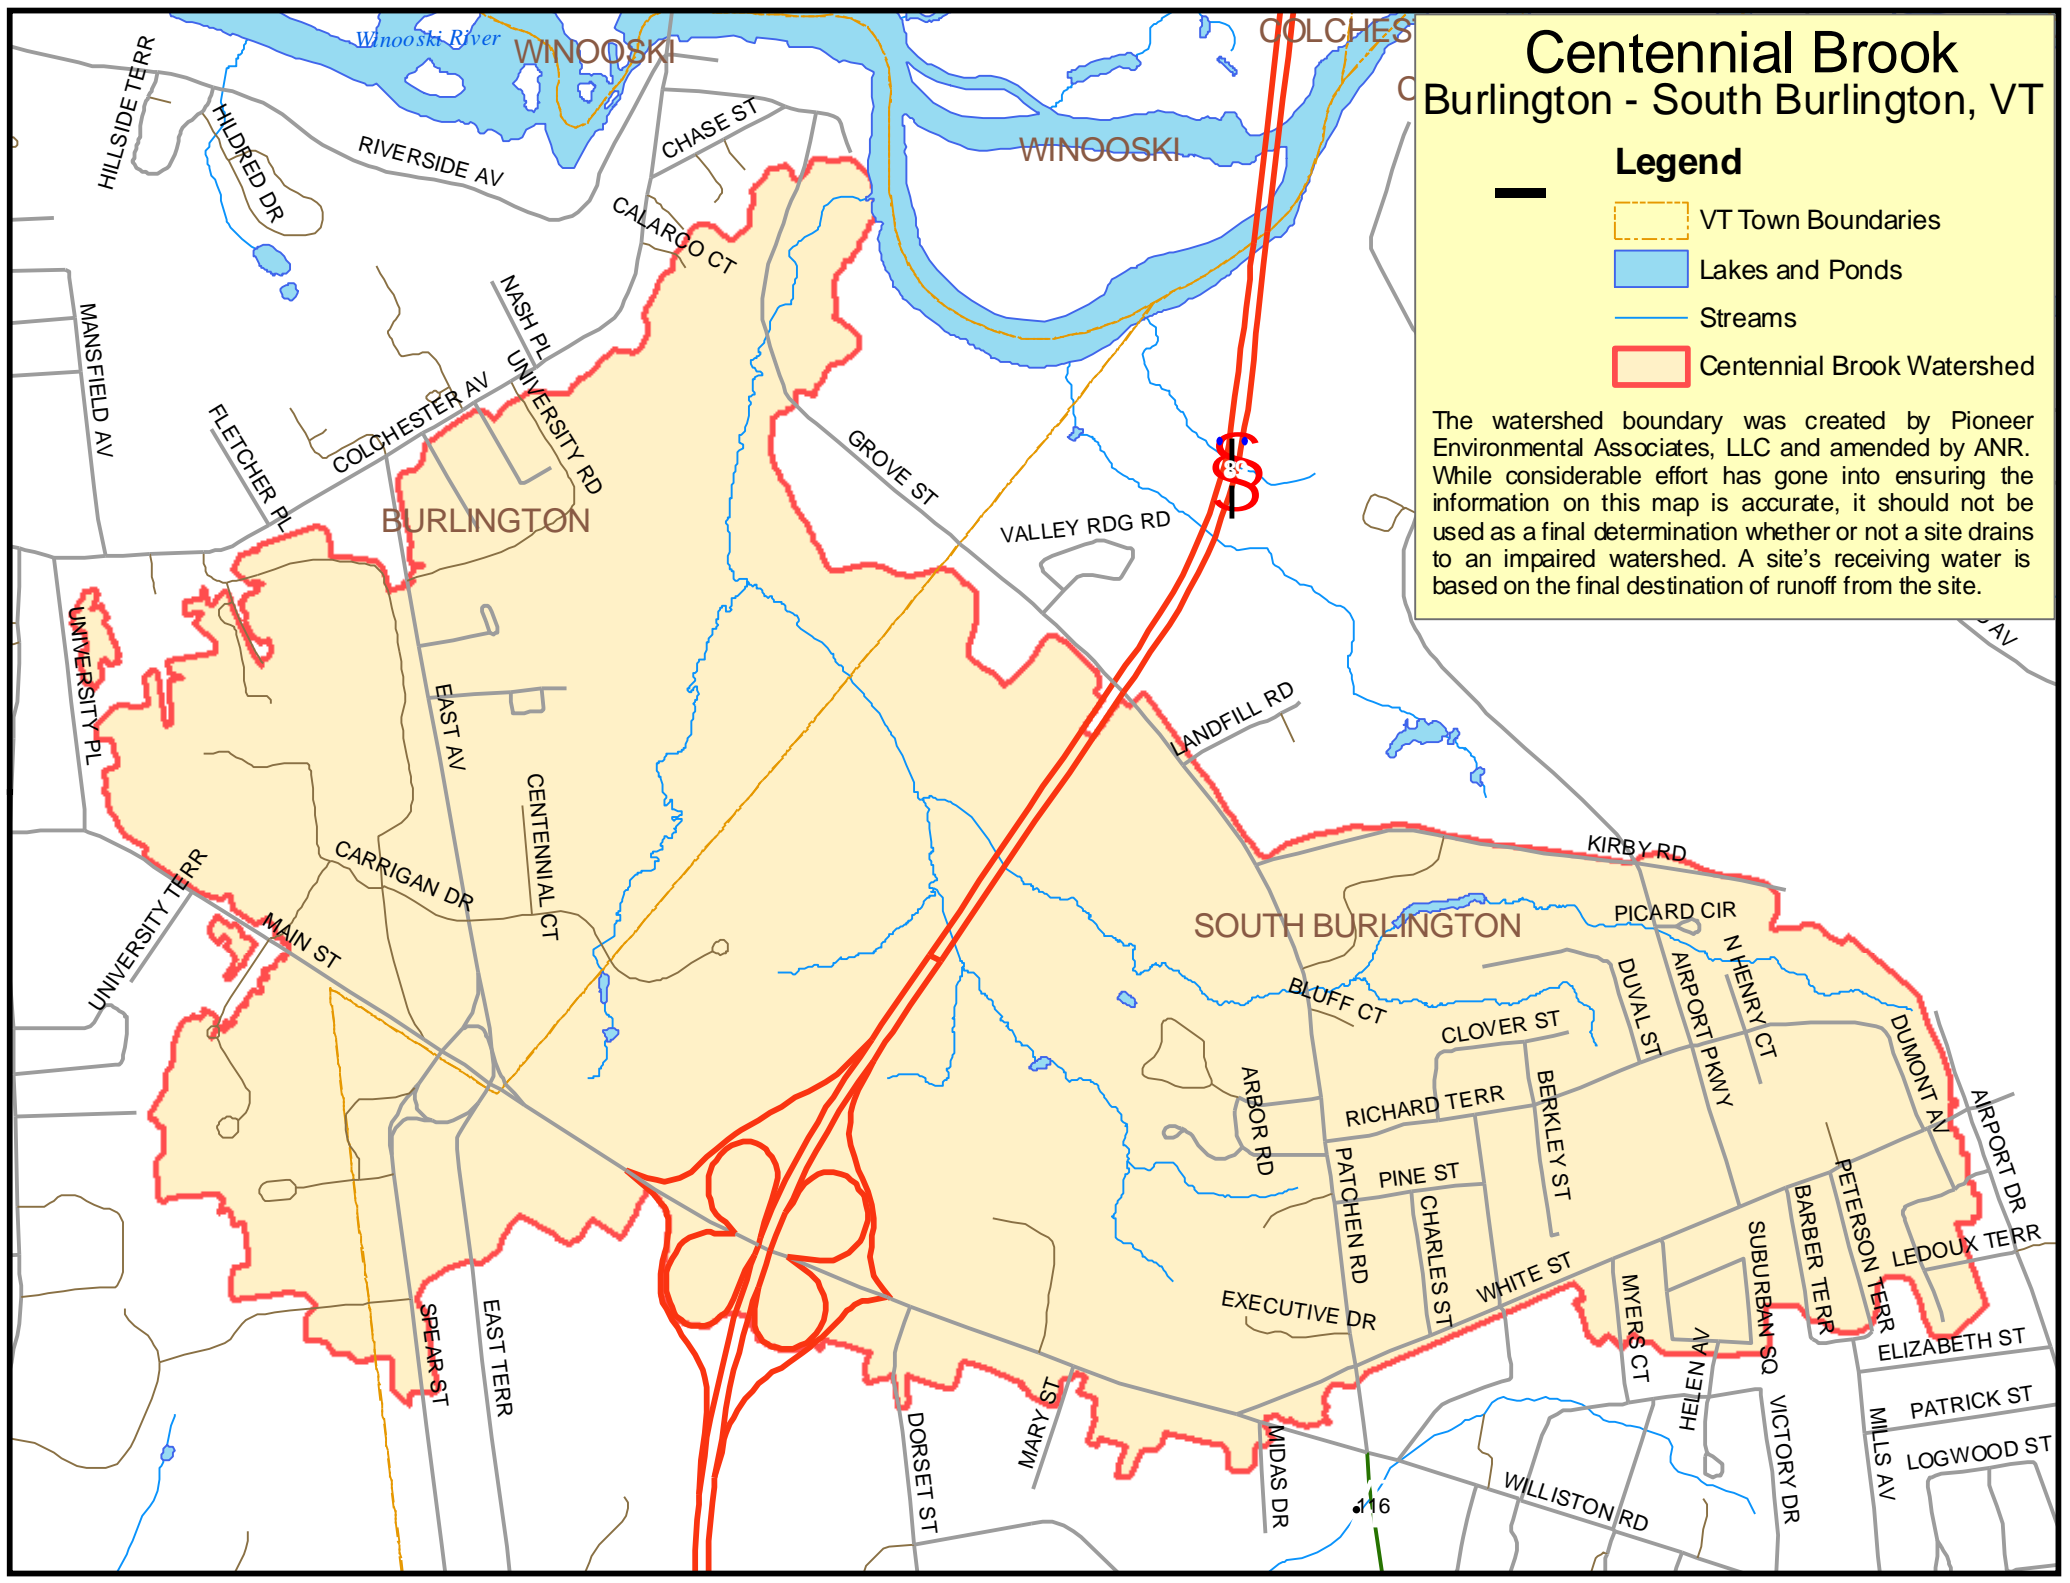 Centennial Brook
Burlington - South Burlington, VT
Legend
VT Town Boundaries
Lakes and Ponds
Streams
Centennial Brook Watershed
The watershed boundary was created by Pioneer
Environmental Associates, LLC and amended by ANR.
While considerable effort has gone into ensuring the
information on this map is accurate, it should not be
used as a final determination whether or not a site drains
to an impaired watershed. A site's receiving water is
based on the final destination of runoff from the site.
Winooski River
WINOOSKI
COLCHES
C
WINOOSKI
HILLSIDE TERR
HILDRED DR
RIVERSIDE AV
CHASE ST
CALARCO CT
NASH PL
MANSFIELD AV
FLETCHER PL
COLCHESTER AV
UNIVERSITY RD
BURLINGTON
GROVE ST
VALLEY RDG RD
89
AV
UNIVERSITY PL
EAST AV
LANDFILL RD
CENTENNIAL CT
CARRIGAN DR
UNIVERSITY TERR
MAIN ST
KIRBY RD
SOUTH BURLINGTON
PICARD CIR
N HENRY CT
DUVAL ST
AIRPORT PKWY
BLUFF CT
CLOVER ST
DUMONT AV
ARBOR RD
RICHARD TERR
BERKLEY ST
AIRPORT DR
PATCHEN RD
PINE ST
CHARLES ST
PETERSON TERR
BARBER TERR
SUBURBAN SQ
LEDOUX TERR
WHITE ST
MYERS CT
EXECUTIVE DR
SPEAR ST
EAST TERR
HELEN AV
ELIZABETH ST
MARY ST
DORSET ST
MIDAS DR
VICTORY DR
MILLS AV
PATRICK ST
LOGWOOD ST
WILLISTON RD
116